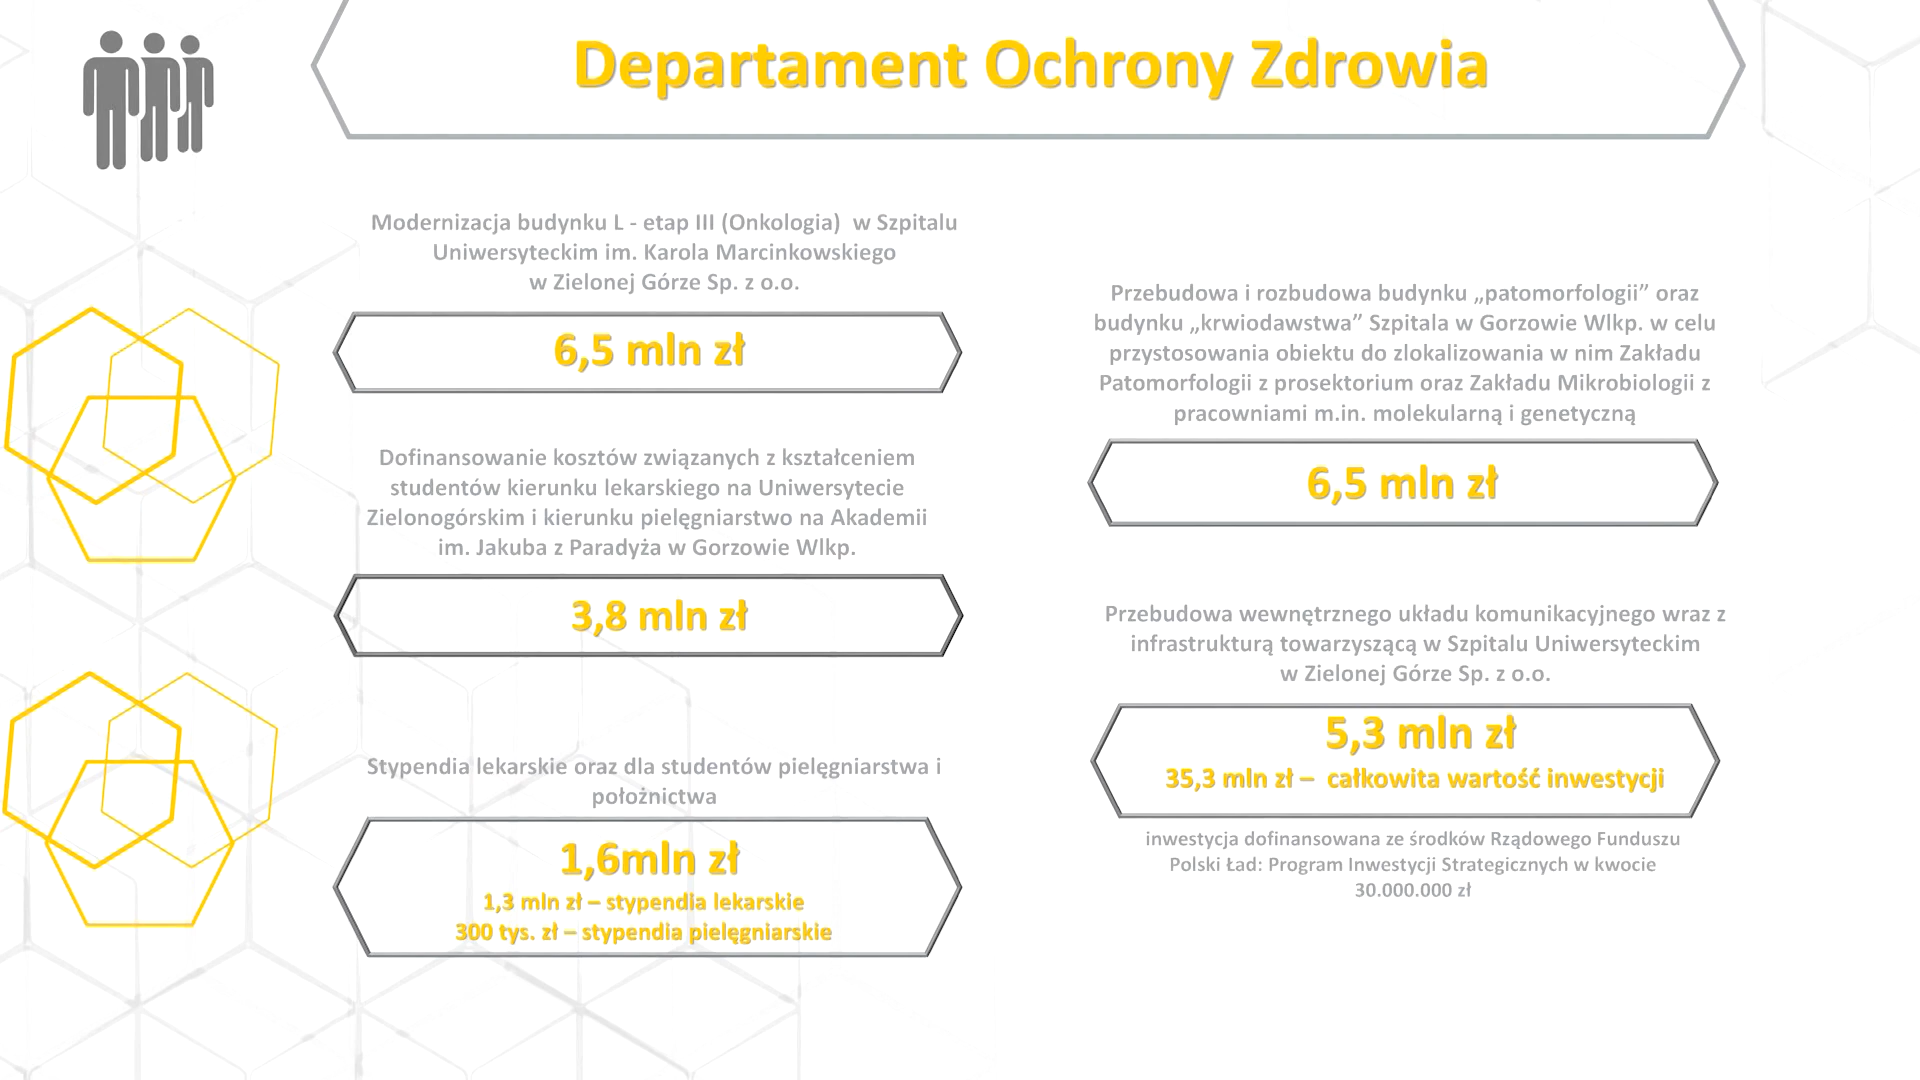 Departament Ochrony Zdrowia
Modernizacja budynku L - etap III (Onkologia)  w Szpitalu
Uniwersyteckim im. Karola Marcinkowskiego
w Zielonej Górze Sp. z o.o.
6,5 mln zł
Dofinansowanie kosztów związanych z kształceniem
studentów kierunku lekarskiego na Uniwersytecie
Zielonogórskim i kierunku pielęgniarstwo na Akademii
im. Jakuba z Paradyża w Gorzowie Wlkp.
3,8 mln zł
Stypendia lekarskie oraz dla studentów pielęgniarstwa i
położnictwa
1,6mln zł
1,3 mln zł – stypendia lekarskie
300 tys. zł – stypendia pielęgniarskie
Przebudowa i rozbudowa budynku „patomorfologii” oraz
budynku „krwiodawstwa” Szpitala w Gorzowie Wlkp. w celu
przystosowania obiektu do zlokalizowania w nim Zakładu
Patomorfologii z prosektorium oraz Zakładu Mikrobiologii z
pracowniami m.in. molekularną i genetyczną
6,5 mln zł
Przebudowa wewnętrznego układu komunikacyjnego wraz z
infrastrukturą towarzyszącą w Szpitalu Uniwersyteckim
w Zielonej Górze Sp. z o.o.
5,3 mln zł
35,3 mln zł –  całkowita wartość inwestycji
inwestycja dofinansowana ze środków Rządowego Funduszu
Polski Ład: Program Inwestycji Strategicznych w kwocie
30.000.000 zł